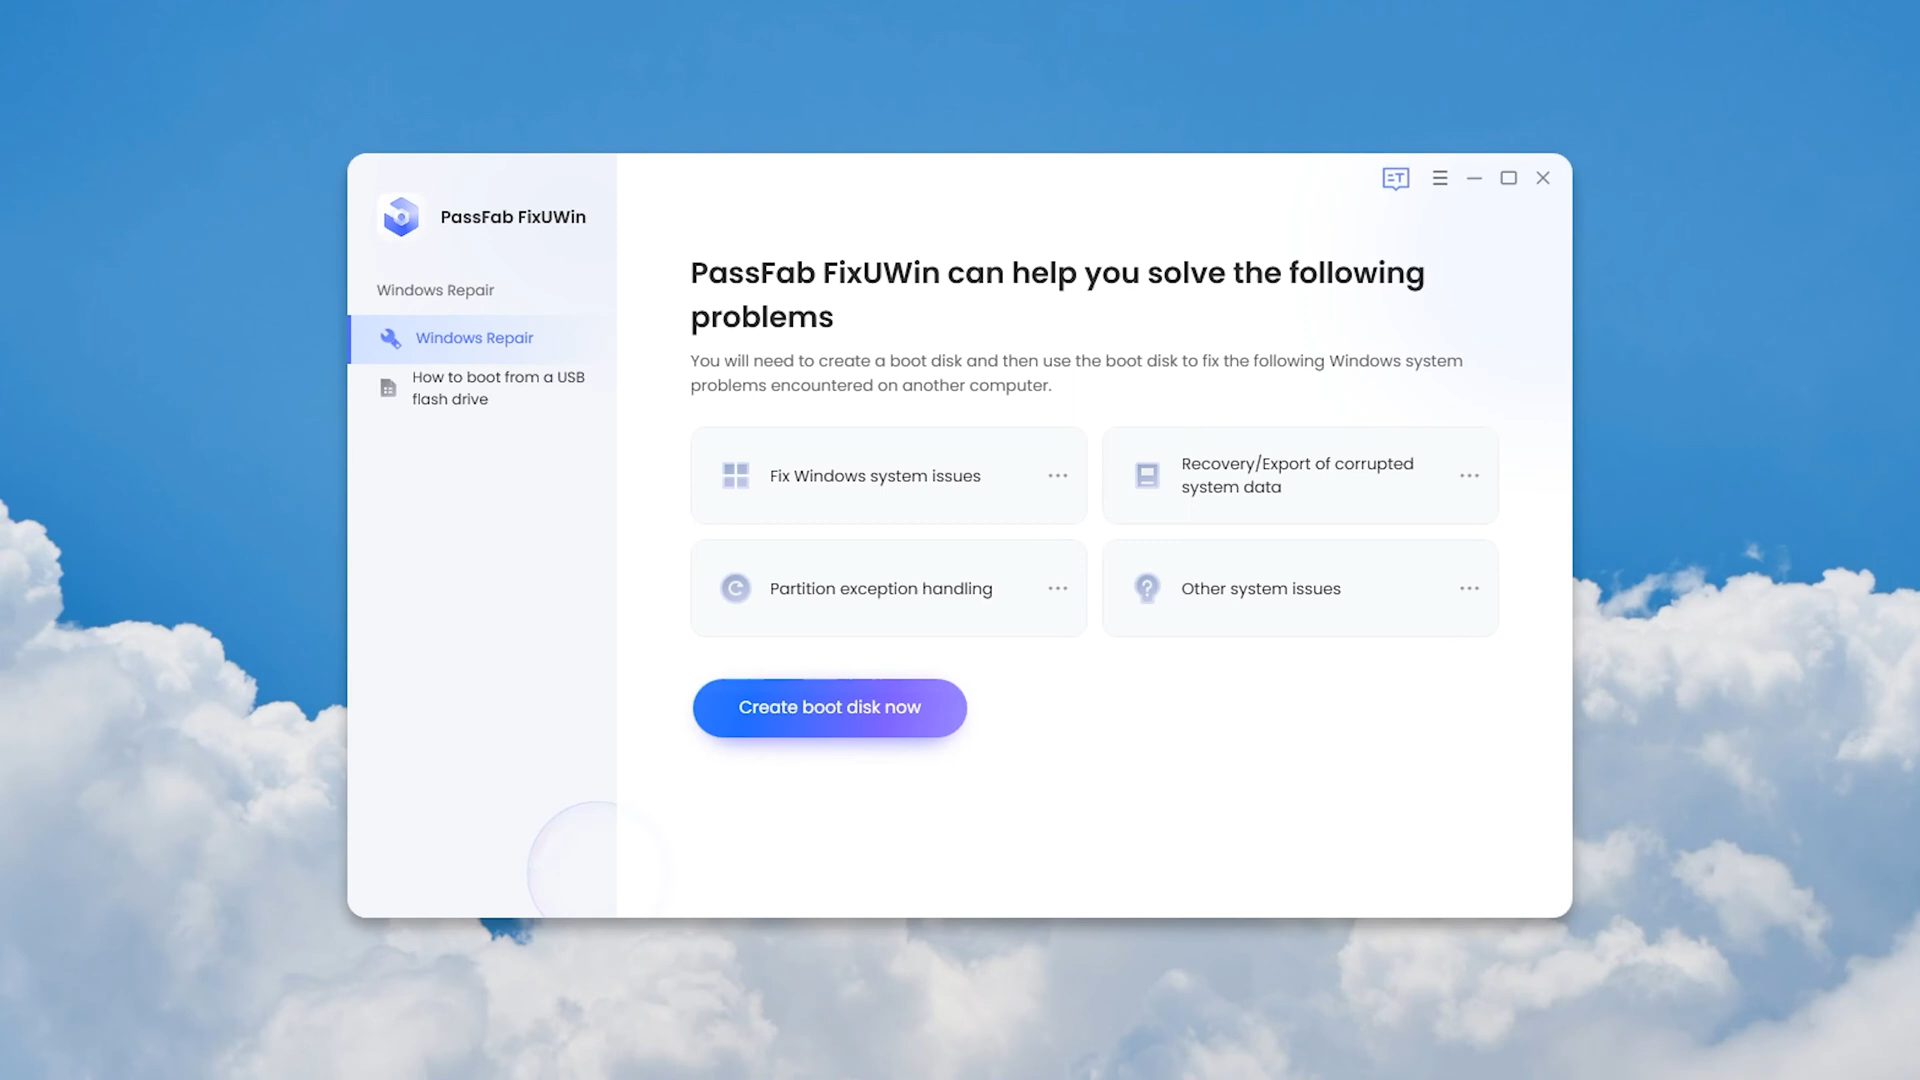 PassFab FixUWin
Windows Repair
Windows Repair
How to boot from a USB
flash drive
PassFab FixUWin can help you solve the following
problems
You will need to create a boot disk and then use the boot disk to fix the following Windows system
problems encountered on another computer.
Fix Windows system issues
Recovery/Export of corrupted
system data
Partition exception handling
Other system issues
Create boot disk now